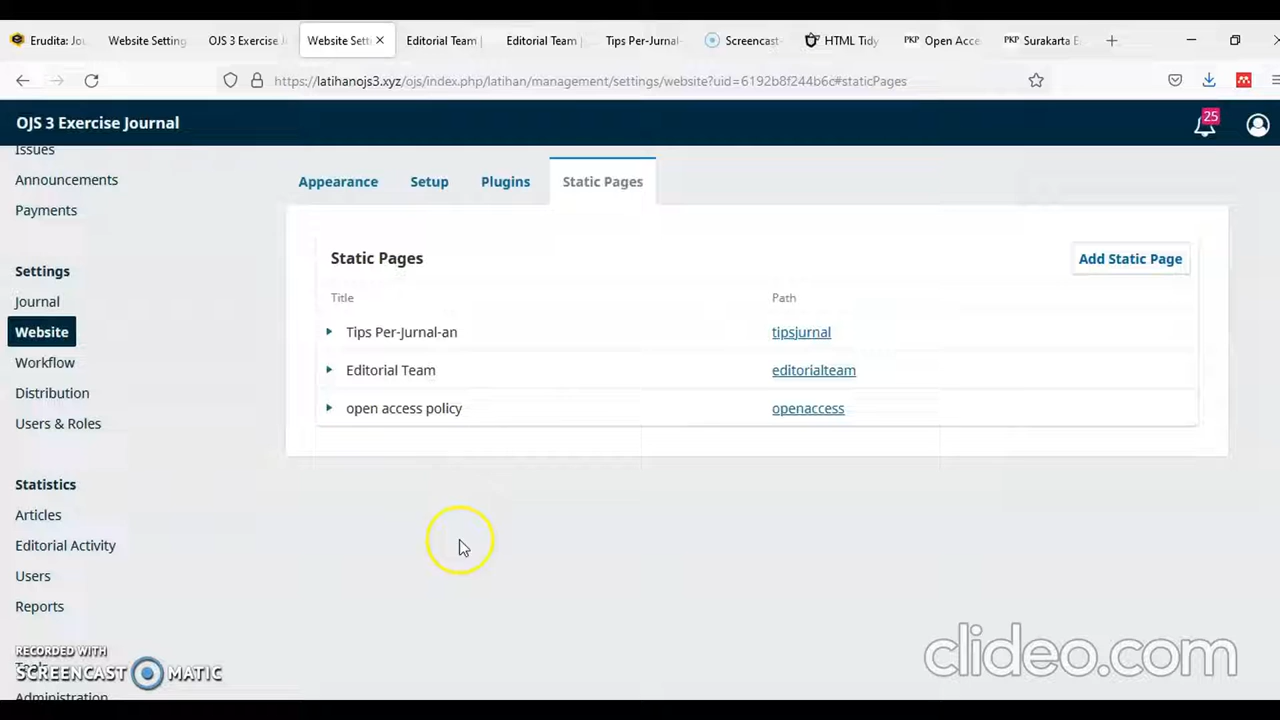 Erudita: Jou
Website Setting
OJS 3 Exercise J
Website Setti
Editorial Team |
Editorial Team |
Tips Per-Jurnal-
Screencast-
HTML Tidy
PKP Open Acce
PKP Surakarta E
https://latihanojs3.xyz/ojs/index.php/latihan/management/settings/website?uid=6192b8f244b6c#staticPages
OJS 3 Exercise Journal
25
Issues
Announcements
Payments
Settings
Journal
Website
Workflow
Distribution
Users & Roles
Statistics
Articles
Editorial Activity
Users
Reports
Tools
Administration
Appearance
Setup
Plugins
Static Pages
Static Pages
Add Static Page
Title Path
Tips Per-Jurnal-an tipsjurnal
Editorial Team editorialteam
open access policy openaccess
RECORDED WITH
SCREENCAST MATIC
clideo.com